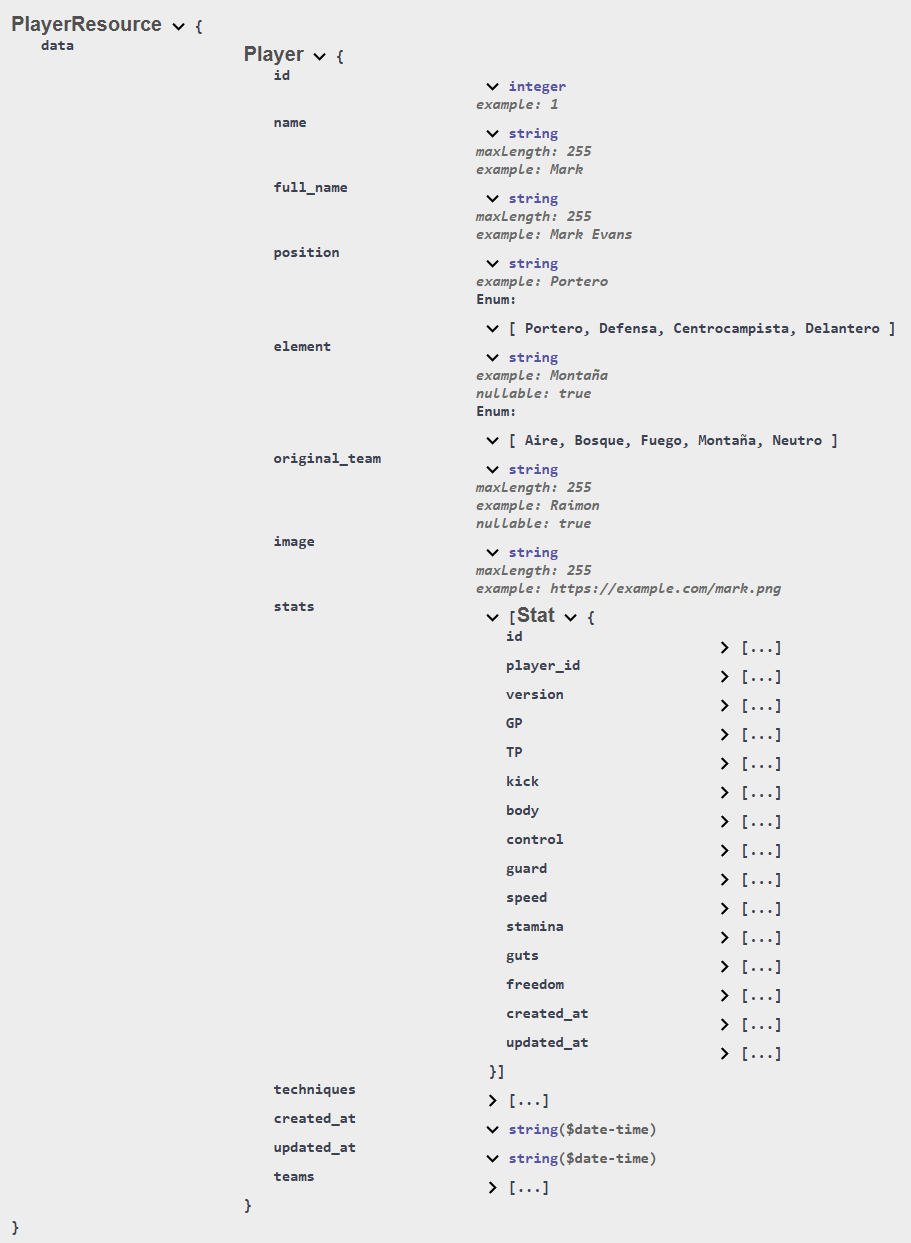 PlayerResource {
data
Player {
id
integer
example: 1
name
string
maxLength: 255
example: Mark
full_name
string
maxLength: 255
example: Mark Evans
position
string
example: Portero
Enum:
[ Portero, Defensa, Centrocampista, Delantero ]
element
string
example: Montaña
nullable: true
Enum:
[ Aire, Bosque, Fuego, Montaña, Neutro ]
original_team
string
maxLength: 255
example: Raimon
nullable: true
image
string
maxLength: 255
example: https://example.com/mark.png
stats
[Stat {
id
[...]
player_id
[...]
version
[...]
GP
[...]
TP
[...]
kick
[...]
body
[...]
control
[...]
guard
[...]
speed
[...]
stamina
[...]
guts
[...]
freedom
[...]
created_at
[...]
updated_at
[...]
}]
techniques
[...]
created_at
string($date-time)
updated_at
string($date-time)
teams
[...]
}
}